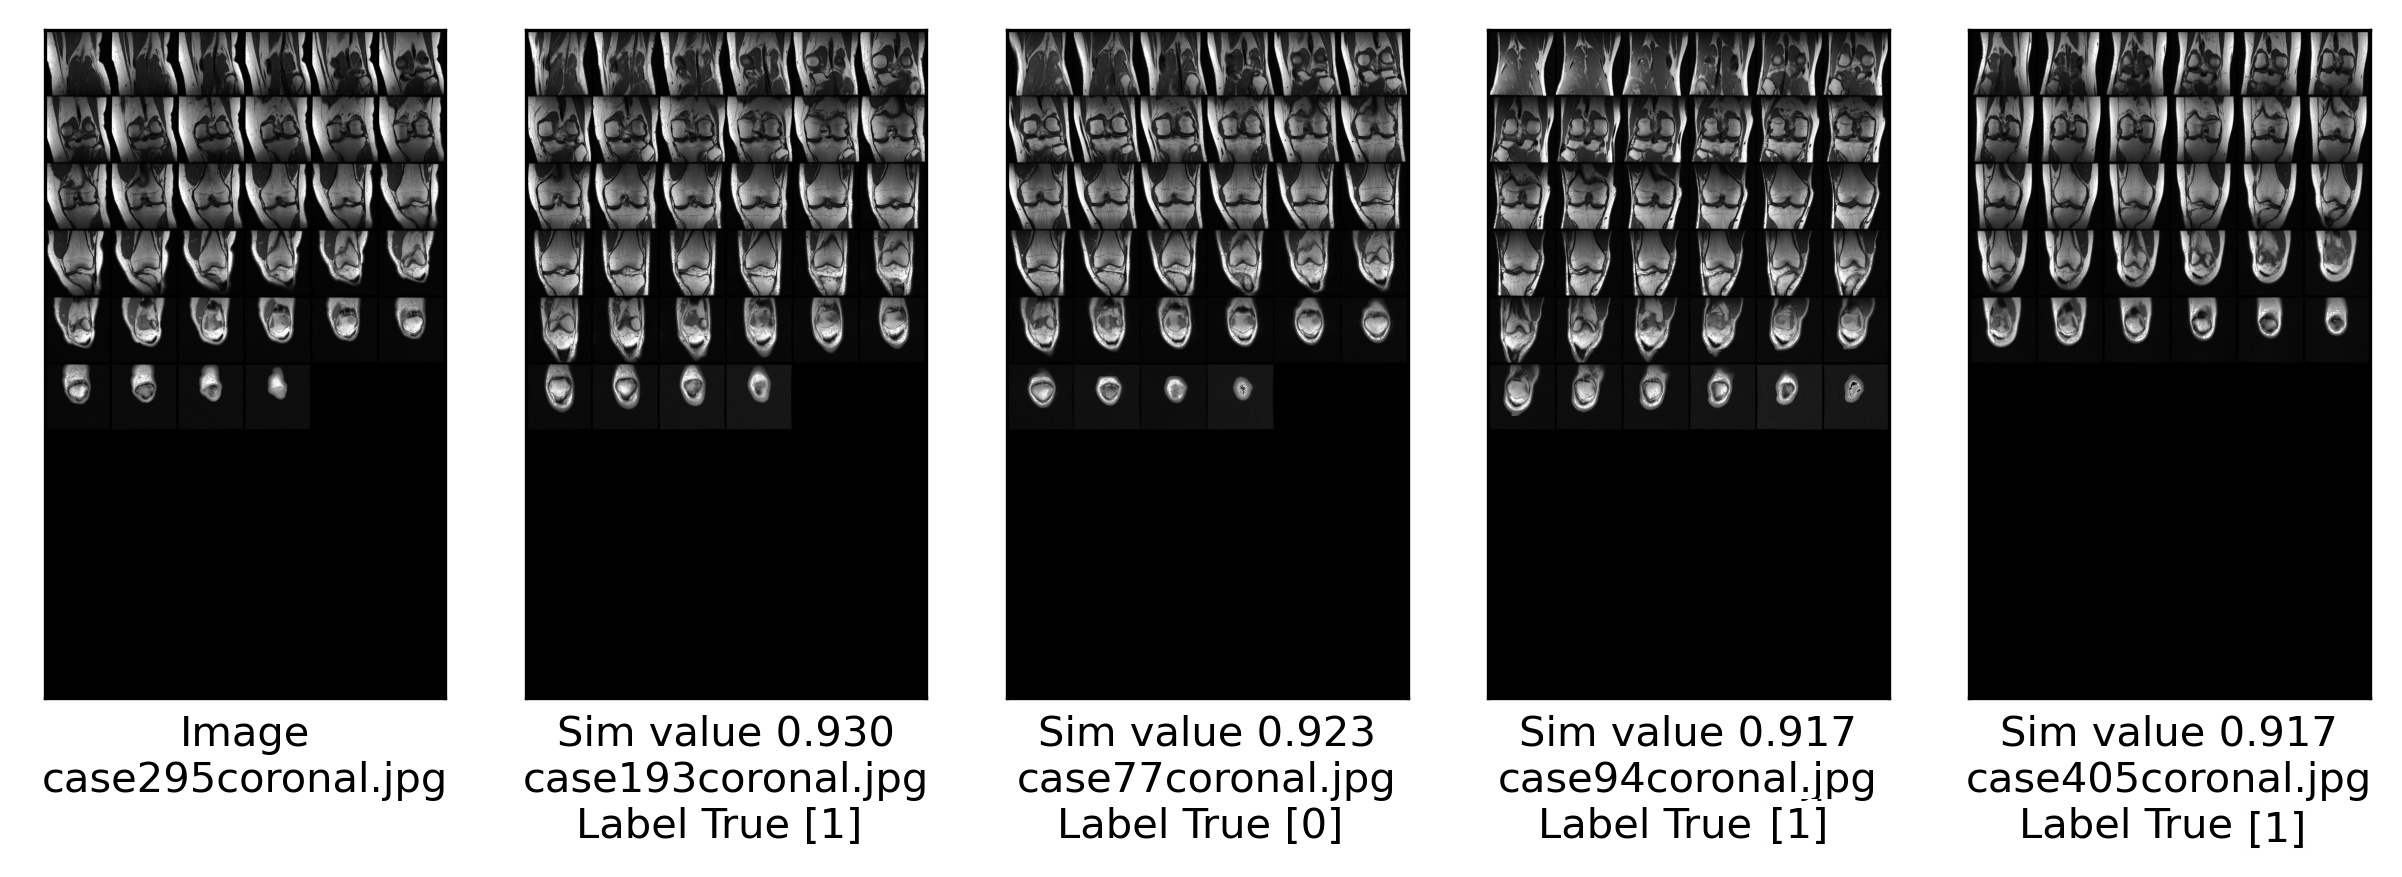 Image
case295coronal.jpg
Sim value 0.930
case193coronal.jpg
Label True [1]
Sim value 0.923
case77coronal.jpg
Label True [0]
Sim value 0.917
case94coronal.jpg
Label True [1]
Sim value 0.917
case405coronal.jpg
Label True [1]